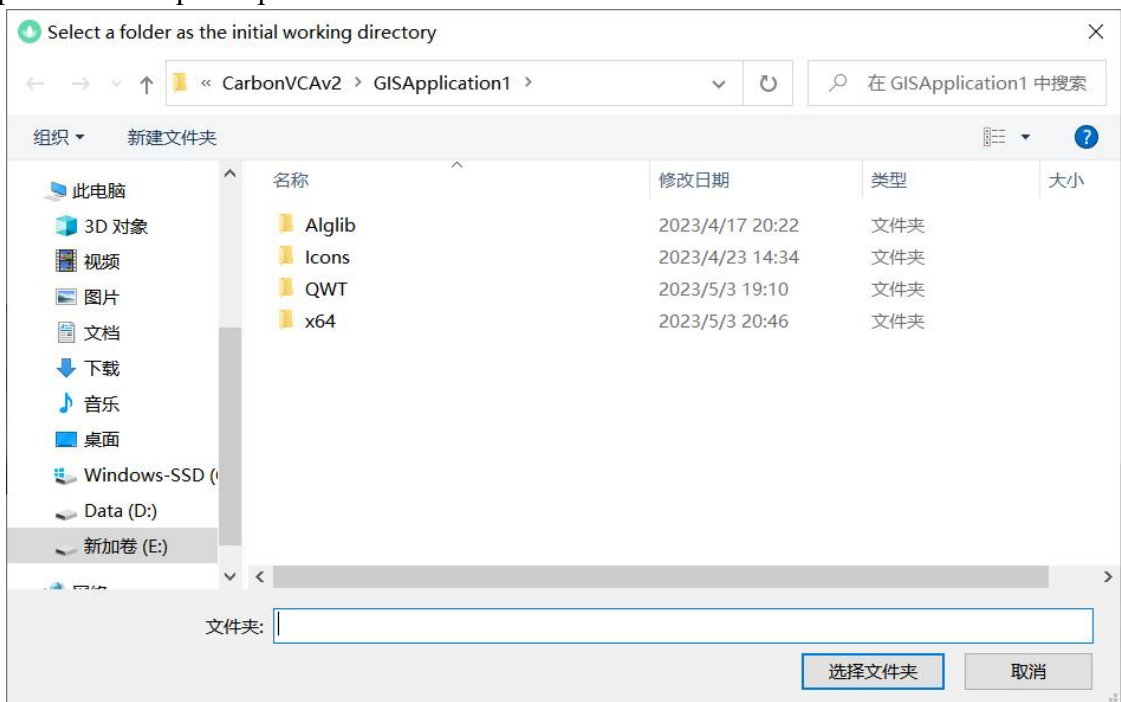 Select a folder as the initial working directory
« CarbonVCAv2 > GISApplication1 >
在 GISApplication1 中搜索
组织 新建文件夹
名称 修改日期 类型 大小
此电脑
3D 对象
视频
图片
文档
下载
音乐
桌面
Windows-SSD (
Data (D:)
新加卷 (E:)
Alglib 2023/4/17 20:22 文件夹
Icons 2023/4/23 14:34 文件夹
QWT 2023/5/3 19:10 文件夹
x64 2023/5/3 20:46 文件夹
文件夹:
选择文件夹 取消